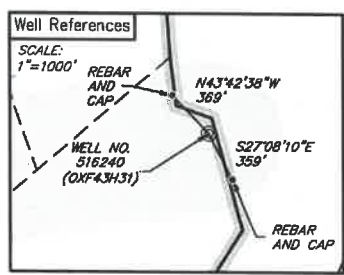 Well References
SCALE:
1"=1000'
REBAR
AND
CAP
N43°42'38"W
369'
WELL NO.
516240
(OXF43H31)
S27°08'10"E
359'
REBAR
AND CAP